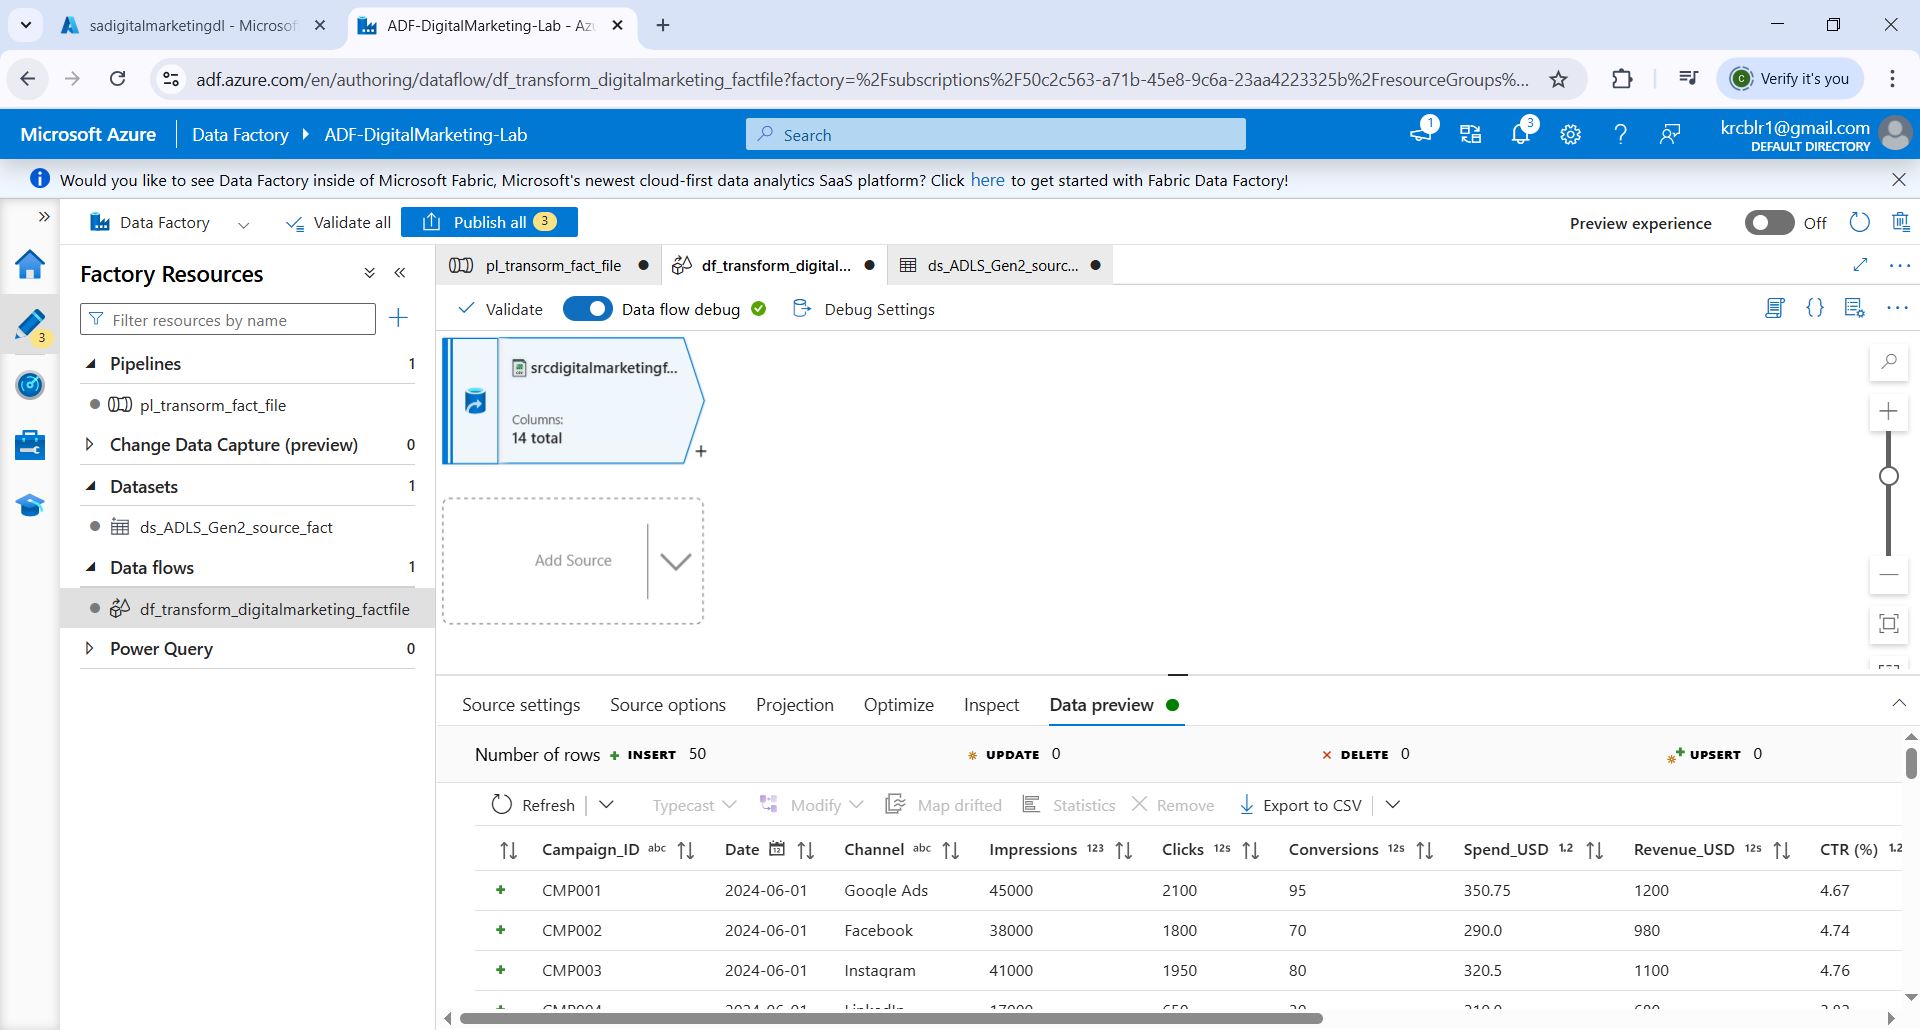 sadigitalmarketingdl - Microsof
ADF-DigitalMarketing-Lab - Az
adf.azure.com/en/authoring/dataflow/df_transform_digitalmarketing_factfile?factory=%2Fsubscriptions%2F50c2c563-a71b-45e8-9c6a-23aa4223325b%2FresourceGroups%...
Verify it's you
Microsoft Azure
Data Factory
ADF-DigitalMarketing-Lab
Search
1
3
krcblr1@gmail.com
DEFAULT DIRECTORY
Would you like to see Data Factory inside of Microsoft Fabric, Microsoft's newest cloud-first data analytics SaaS platform? Click here to get started with Fabric Data Factory!
Data Factory
Validate all
Publish all 3
Preview experience
Off
3
Factory Resources
Filter resources by name
Pipelines 1
pl_transorm_fact_file
Change Data Capture (preview) 0
Datasets 1
ds_ADLS_Gen2_source_fact
Data flows 1
df_transform_digitalmarketing_factfile
Power Query 0
pl_transorm_fact_file
df_transform_digital...
ds_ADLS_Gen2_sourc...
Validate
Data flow debug
Debug Settings
srcdigitalmarketingf...
Columns:
14 total
Add Source
Source settings
Source options
Projection
Optimize
Inspect
Data preview
Number of rows + INSERT 50
UPDATE 0
DELETE 0
UPSERT 0
Refresh
Typecast
Modify
Map drifted
Statistics
Remove
Export to CSV
Campaign_ID abc Date 12 Channel abc Impressions 123 Clicks 12s Conversions 12s Spend_USD 1.2 Revenue_USD 12s CTR (%) 1.2
CMP001 2024-06-01 Google Ads 45000 2100 95 350.75 1200 4.67
CMP002 2024-06-01 Facebook 38000 1800 70 290.0 980 4.74
CMP003 2024-06-01 Instagram 41000 1950 80 320.5 1100 4.76